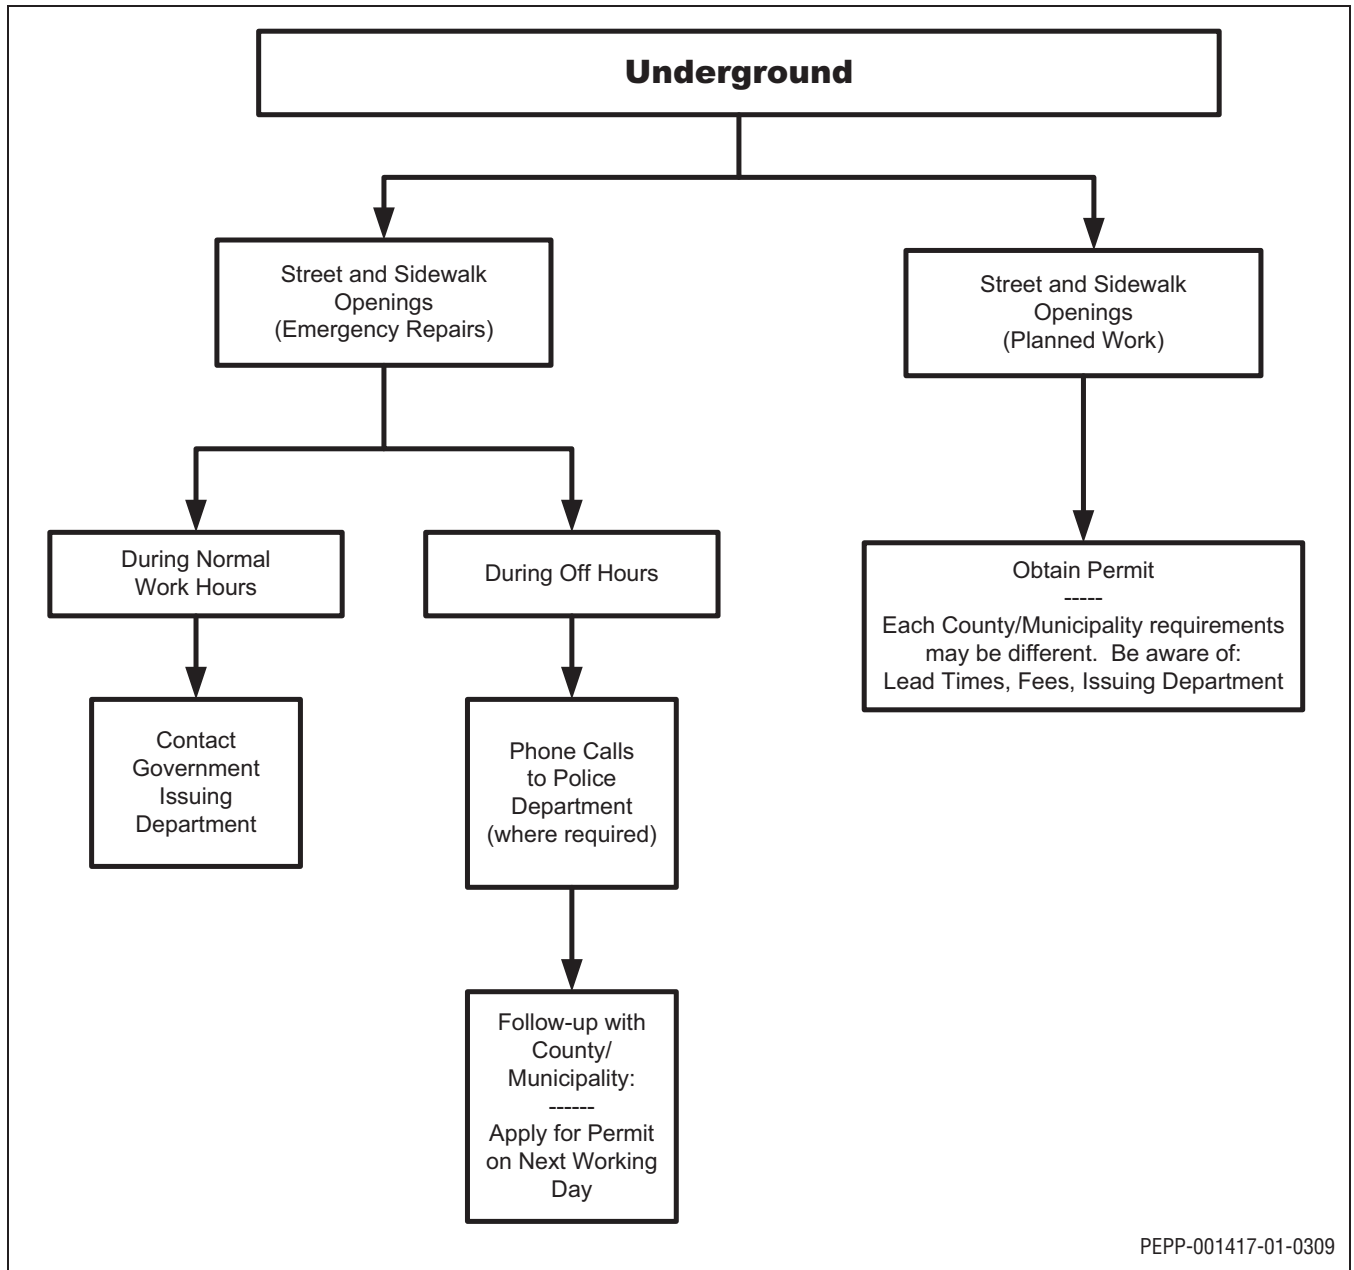 Underground
Street and Sidewalk
Openings
(Emergency Repairs)
Street and Sidewalk
Openings
(Planned Work)
During Normal
Work Hours
During Off Hours
Obtain Permit
-----
Each County/Municipality requirements
may be different.  Be aware of:
Lead Times, Fees, Issuing Department
Contact
Government
Issuing
Department
Phone Calls
to Police
Department
(where required)
Follow-up with
County/
Municipality:
------
Apply for Permit
on Next Working
Day
PEPP-001417-01-0309